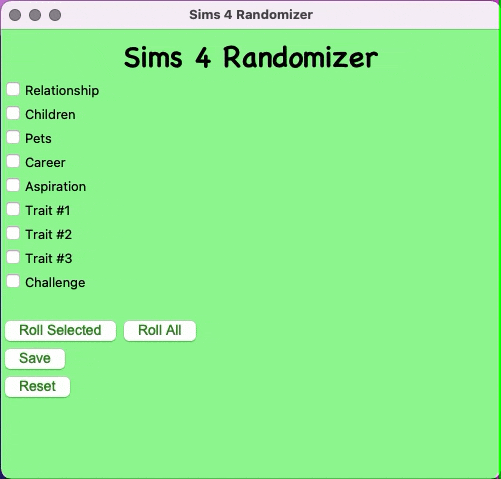 Sims 4 Randomizer
Sims 4 Randomizer
Relationship
Children
Pets
Career
Aspiration
Trait #1
Trait #2
Trait #3
Challenge
Roll Selected Roll All
Save
Reset